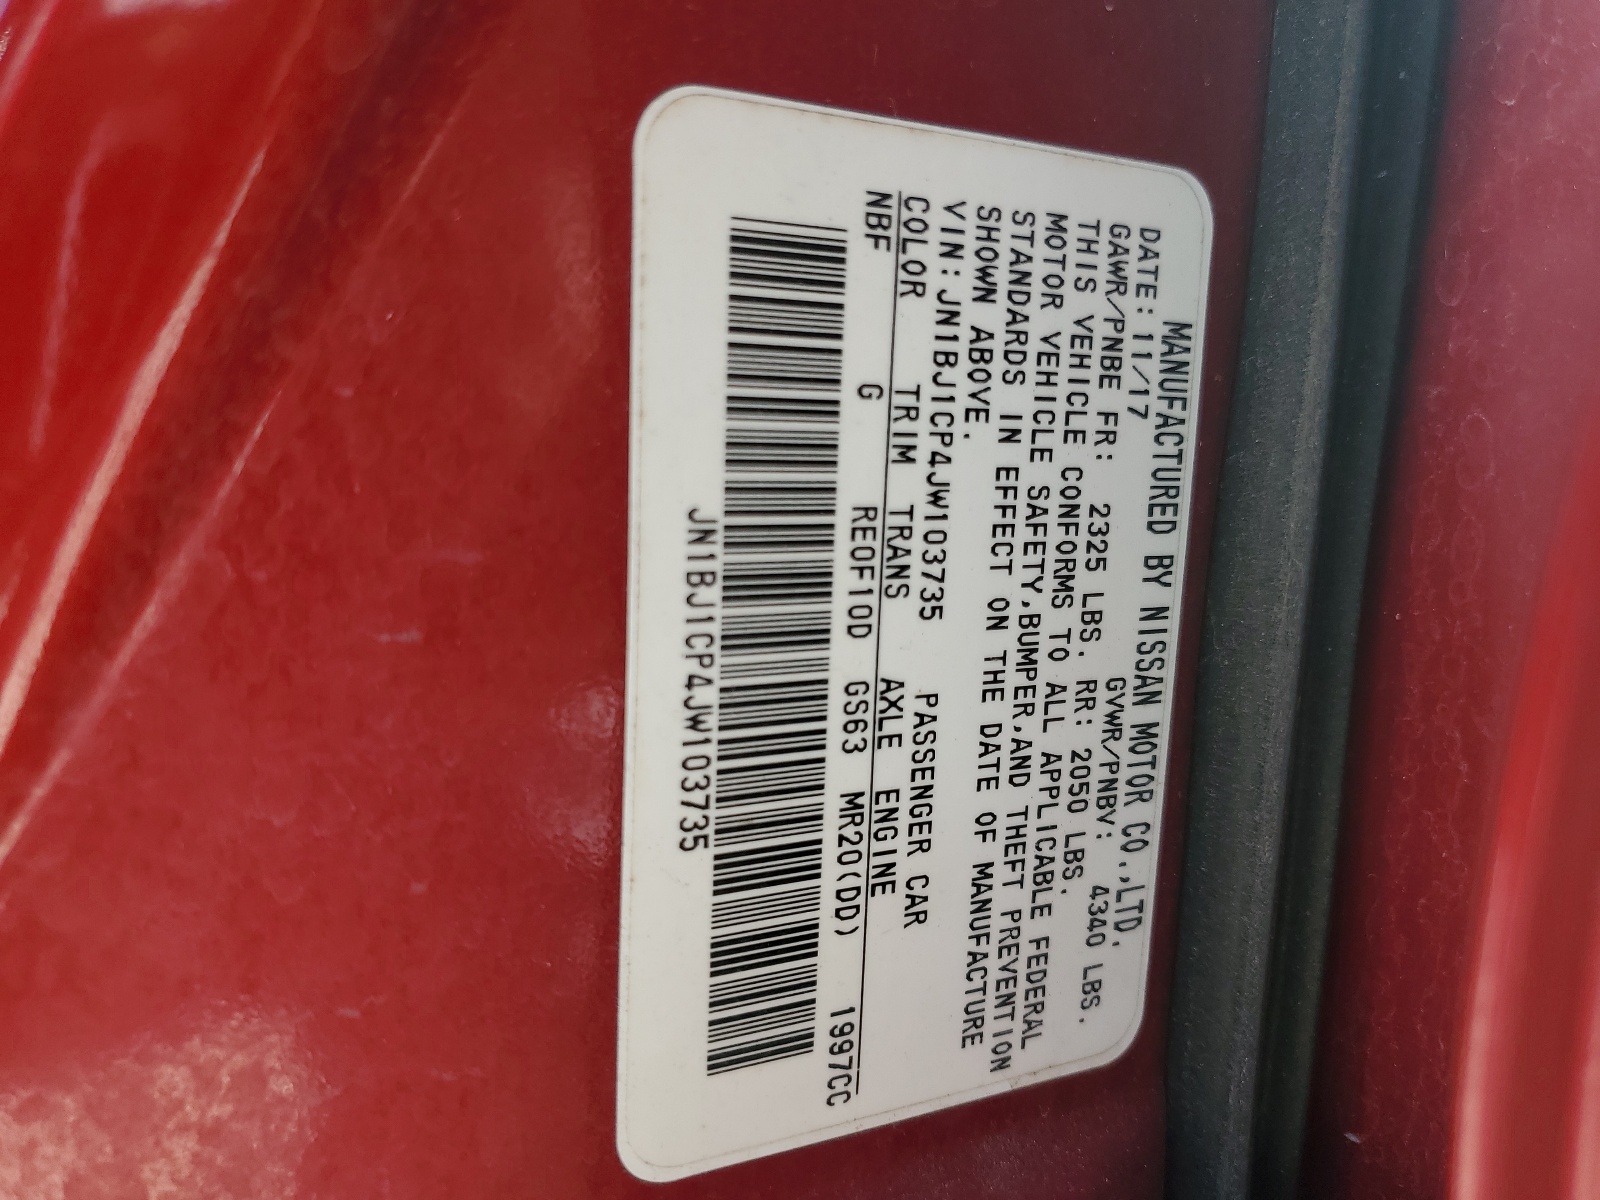 MANUFACTURED BY NISSAN MOTOR CO.,LTD.
DATE:11/17 GVWR/PNBV: 4340 LBS.
GAWR/PNBE FR: 2325 LBS. RR: 2050 LBS.
THIS VEHICLE CONFORMS TO ALL APPLICABLE FEDERAL
MOTOR VEHICLE SAFETY,BUMPER,AND THEFT PREVENTION
STANDARDS IN EFFECT ON THE DATE OF MANUFACTURE
SHOWN ABOVE.
VIN:JN1BJ1CP4JW103735 PASSENGER CAR
COLOR TRIM TRANS AXLE ENGINE
NBF G RE0F10D GS63 MR20(DD) 1997CC
JN1BJ1CP4JW103735